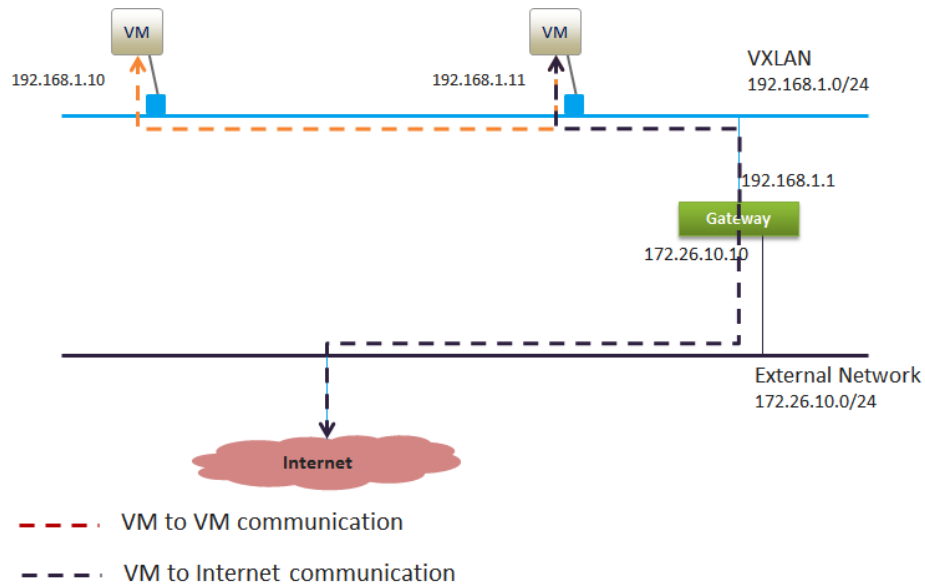 VM
VM
192.168.1.10
192.168.1.11
VXLAN
192.168.1.0/24
192.168.1.1
Gateway
172.26.10.10
External Network
172.26.10.0/24
Internet
VM to VM communication
VM to Internet communication